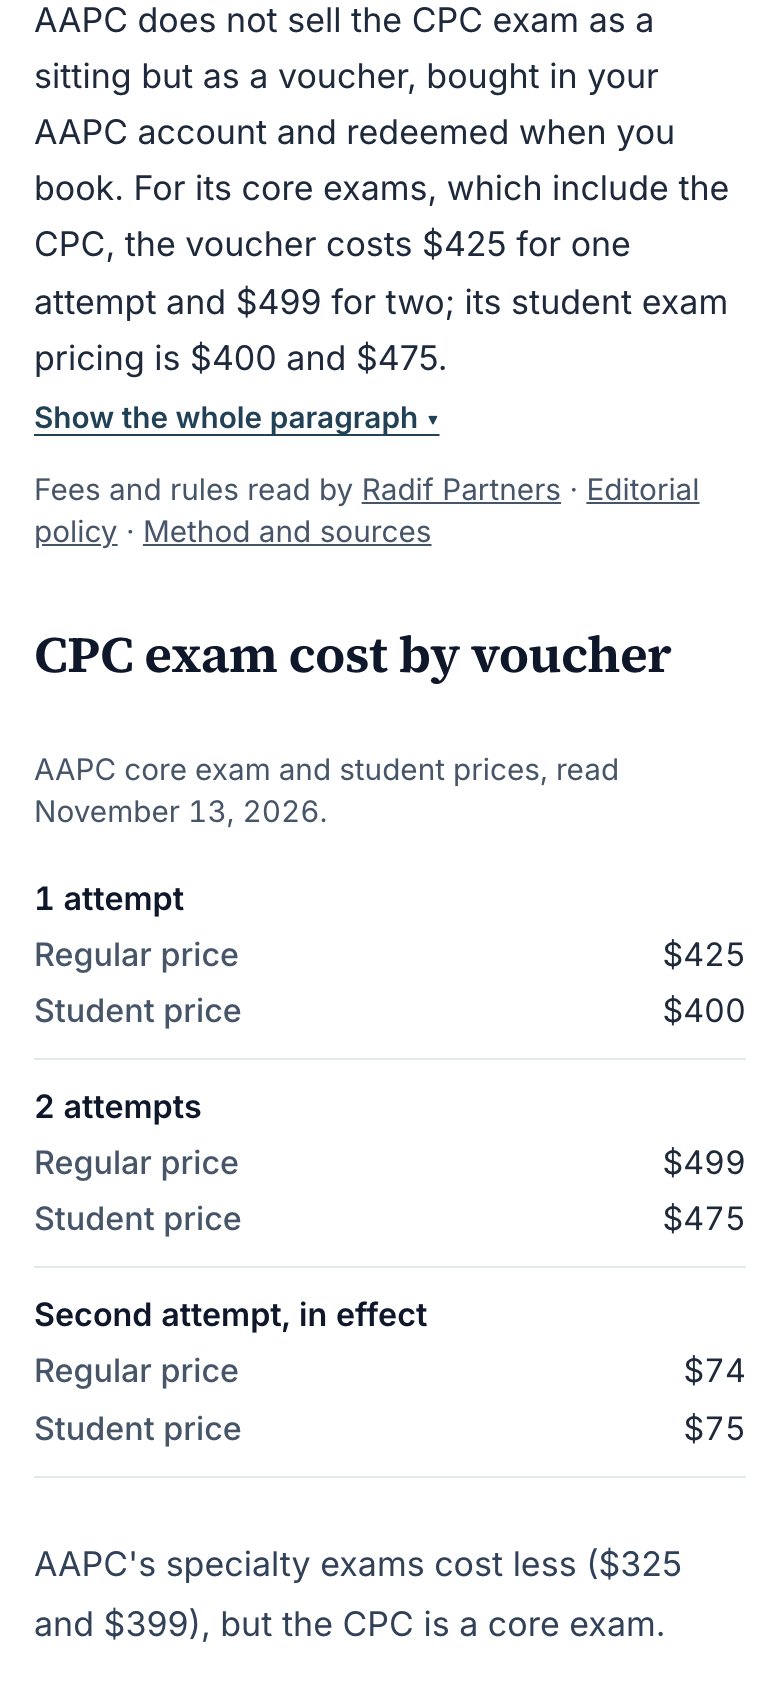 AAPC does not sell the CPC exam as a
sitting but as a voucher, bought in your
AAPC account and redeemed when you
book. For its core exams, which include the
CPC, the voucher costs $425 for one
attempt and $499 for two; its student exam
pricing is $400 and $475.
Show the whole paragraph ▾
Fees and rules read by Radif Partners · Editorial
policy · Method and sources
CPC exam cost by voucher
AAPC core exam and student prices, read
November 13, 2026.
1 attempt
Regular price $425
Student price $400
2 attempts
Regular price $499
Student price $475
Second attempt, in effect
Regular price $74
Student price $75
AAPC's specialty exams cost less ($325
and $399), but the CPC is a core exam.